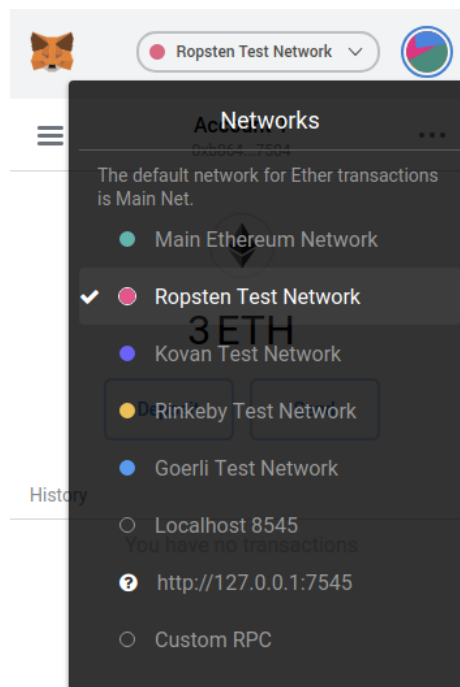 Ropsten Test Network
Networks
The default network for Ether transactions
is Main Net.
Main Ethereum Network
Ropsten Test Network
3 ETH
Kovan Test Network
Rinkeby Test Network
Goerli Test Network
History
Localhost 8545
You have no transactions
http://127.0.0.1:7545
Custom RPC